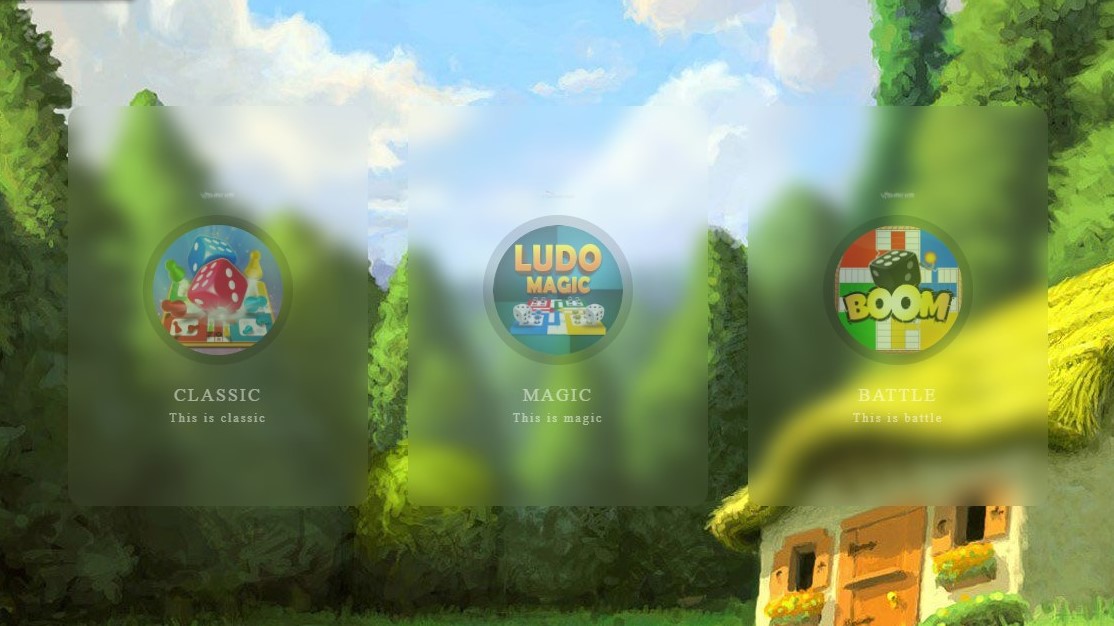 LUDO
MAGIC
BOOM
CLASSIC
MAGIC
BATTLE
This is classic
This is magic
This is battle